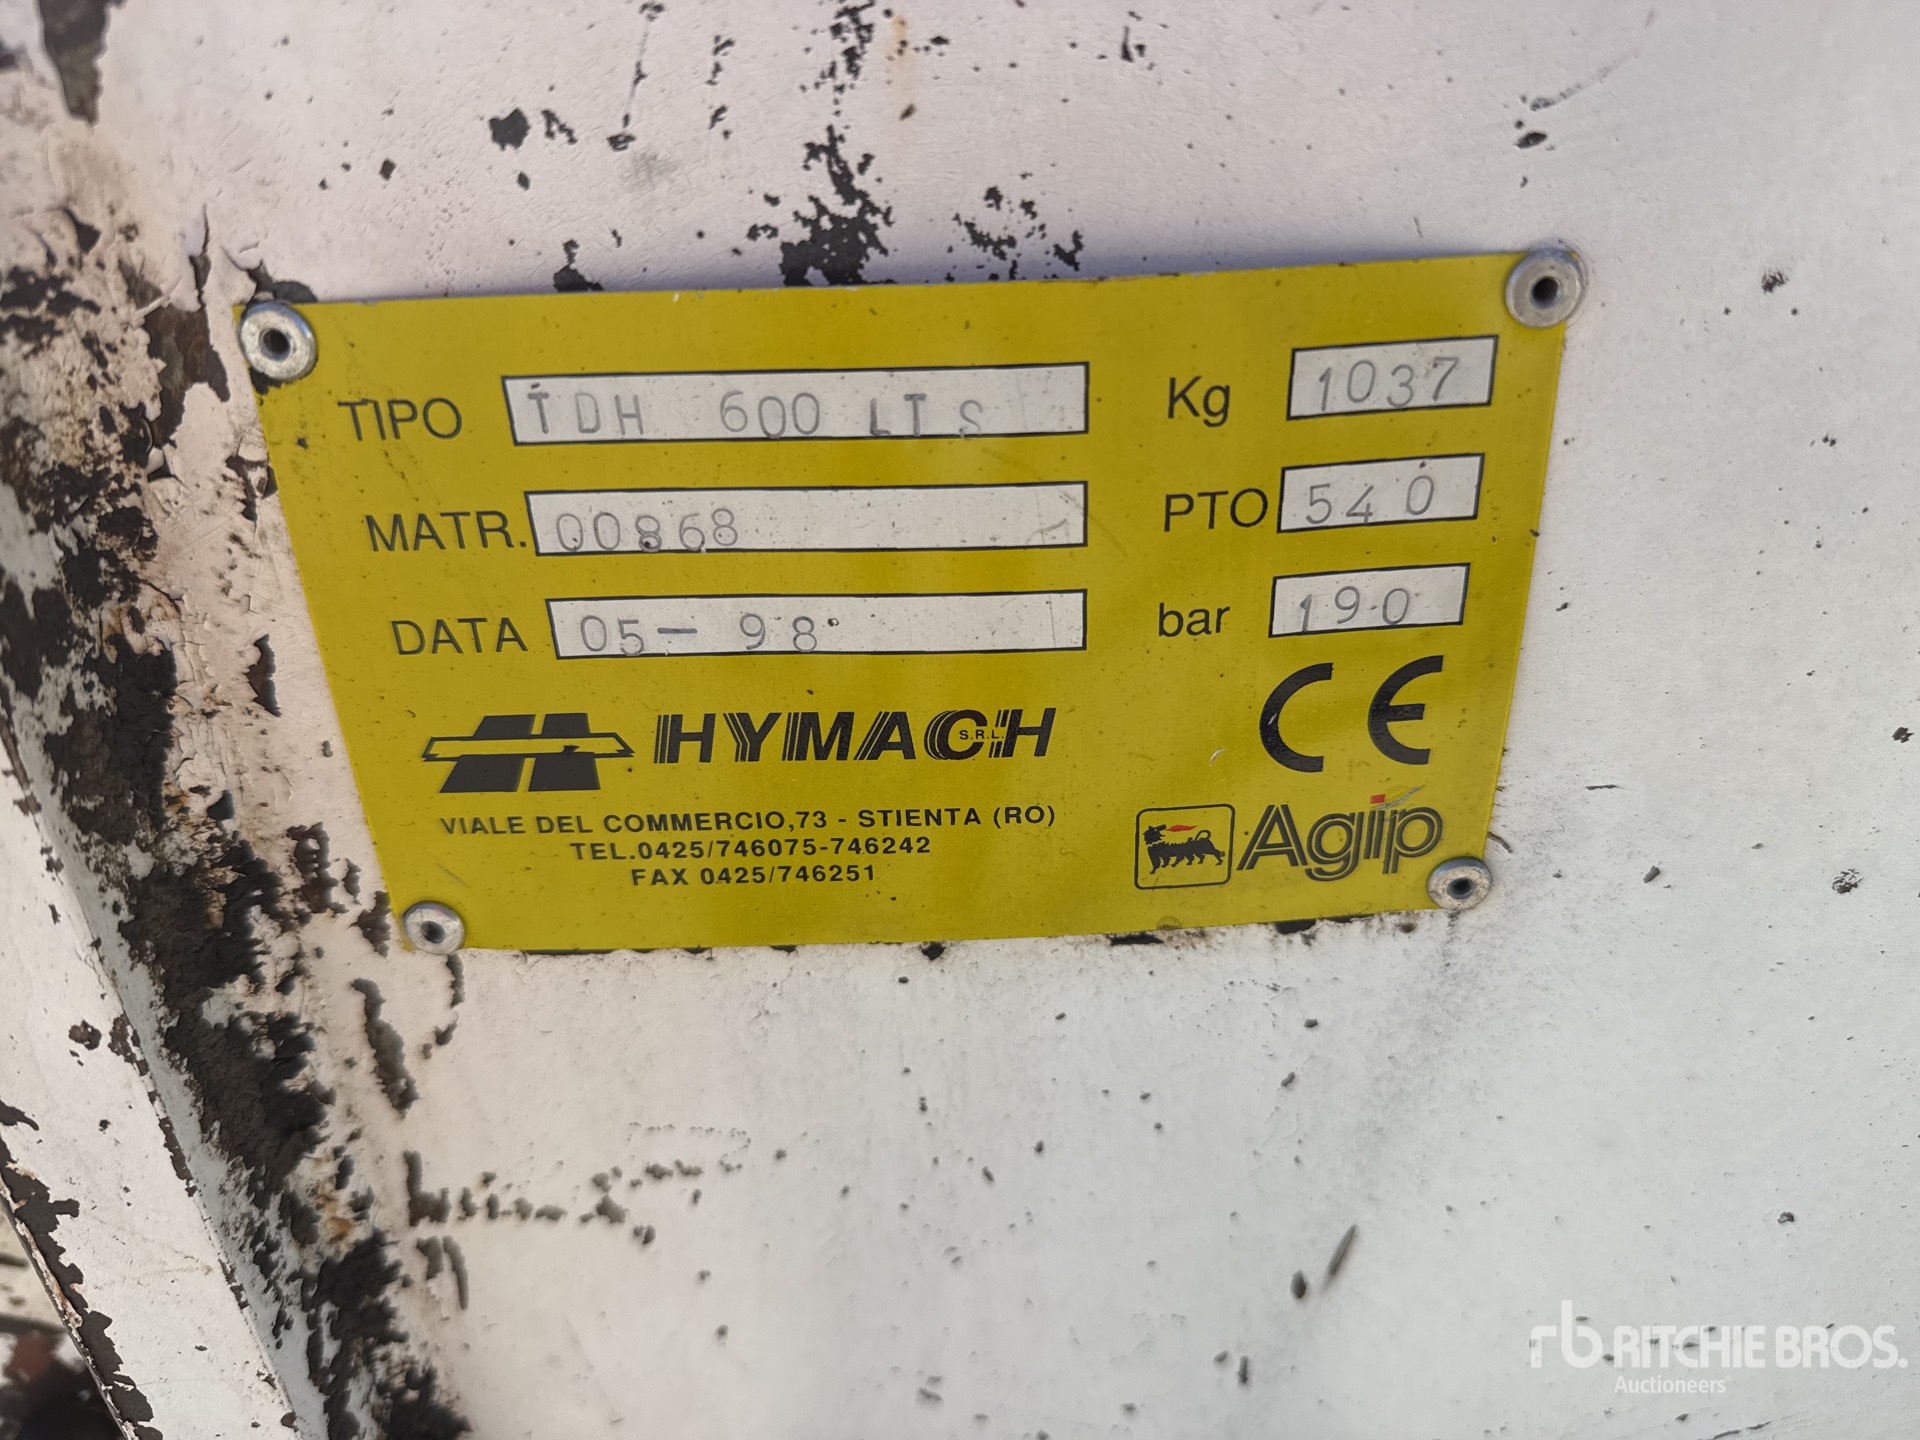 TIPO TDH 600 LTS Kg 1037
MATR. 00868 PTO 540
DATA 05-98 bar 190
HYMACH S.R.L. CE
VIALE DEL COMMERCIO,73 - STIENTA (RO)
TEL.0425/746075-746242
FAX 0425/746251
Agip
rb RITCHIE BROS.
Auctioneers